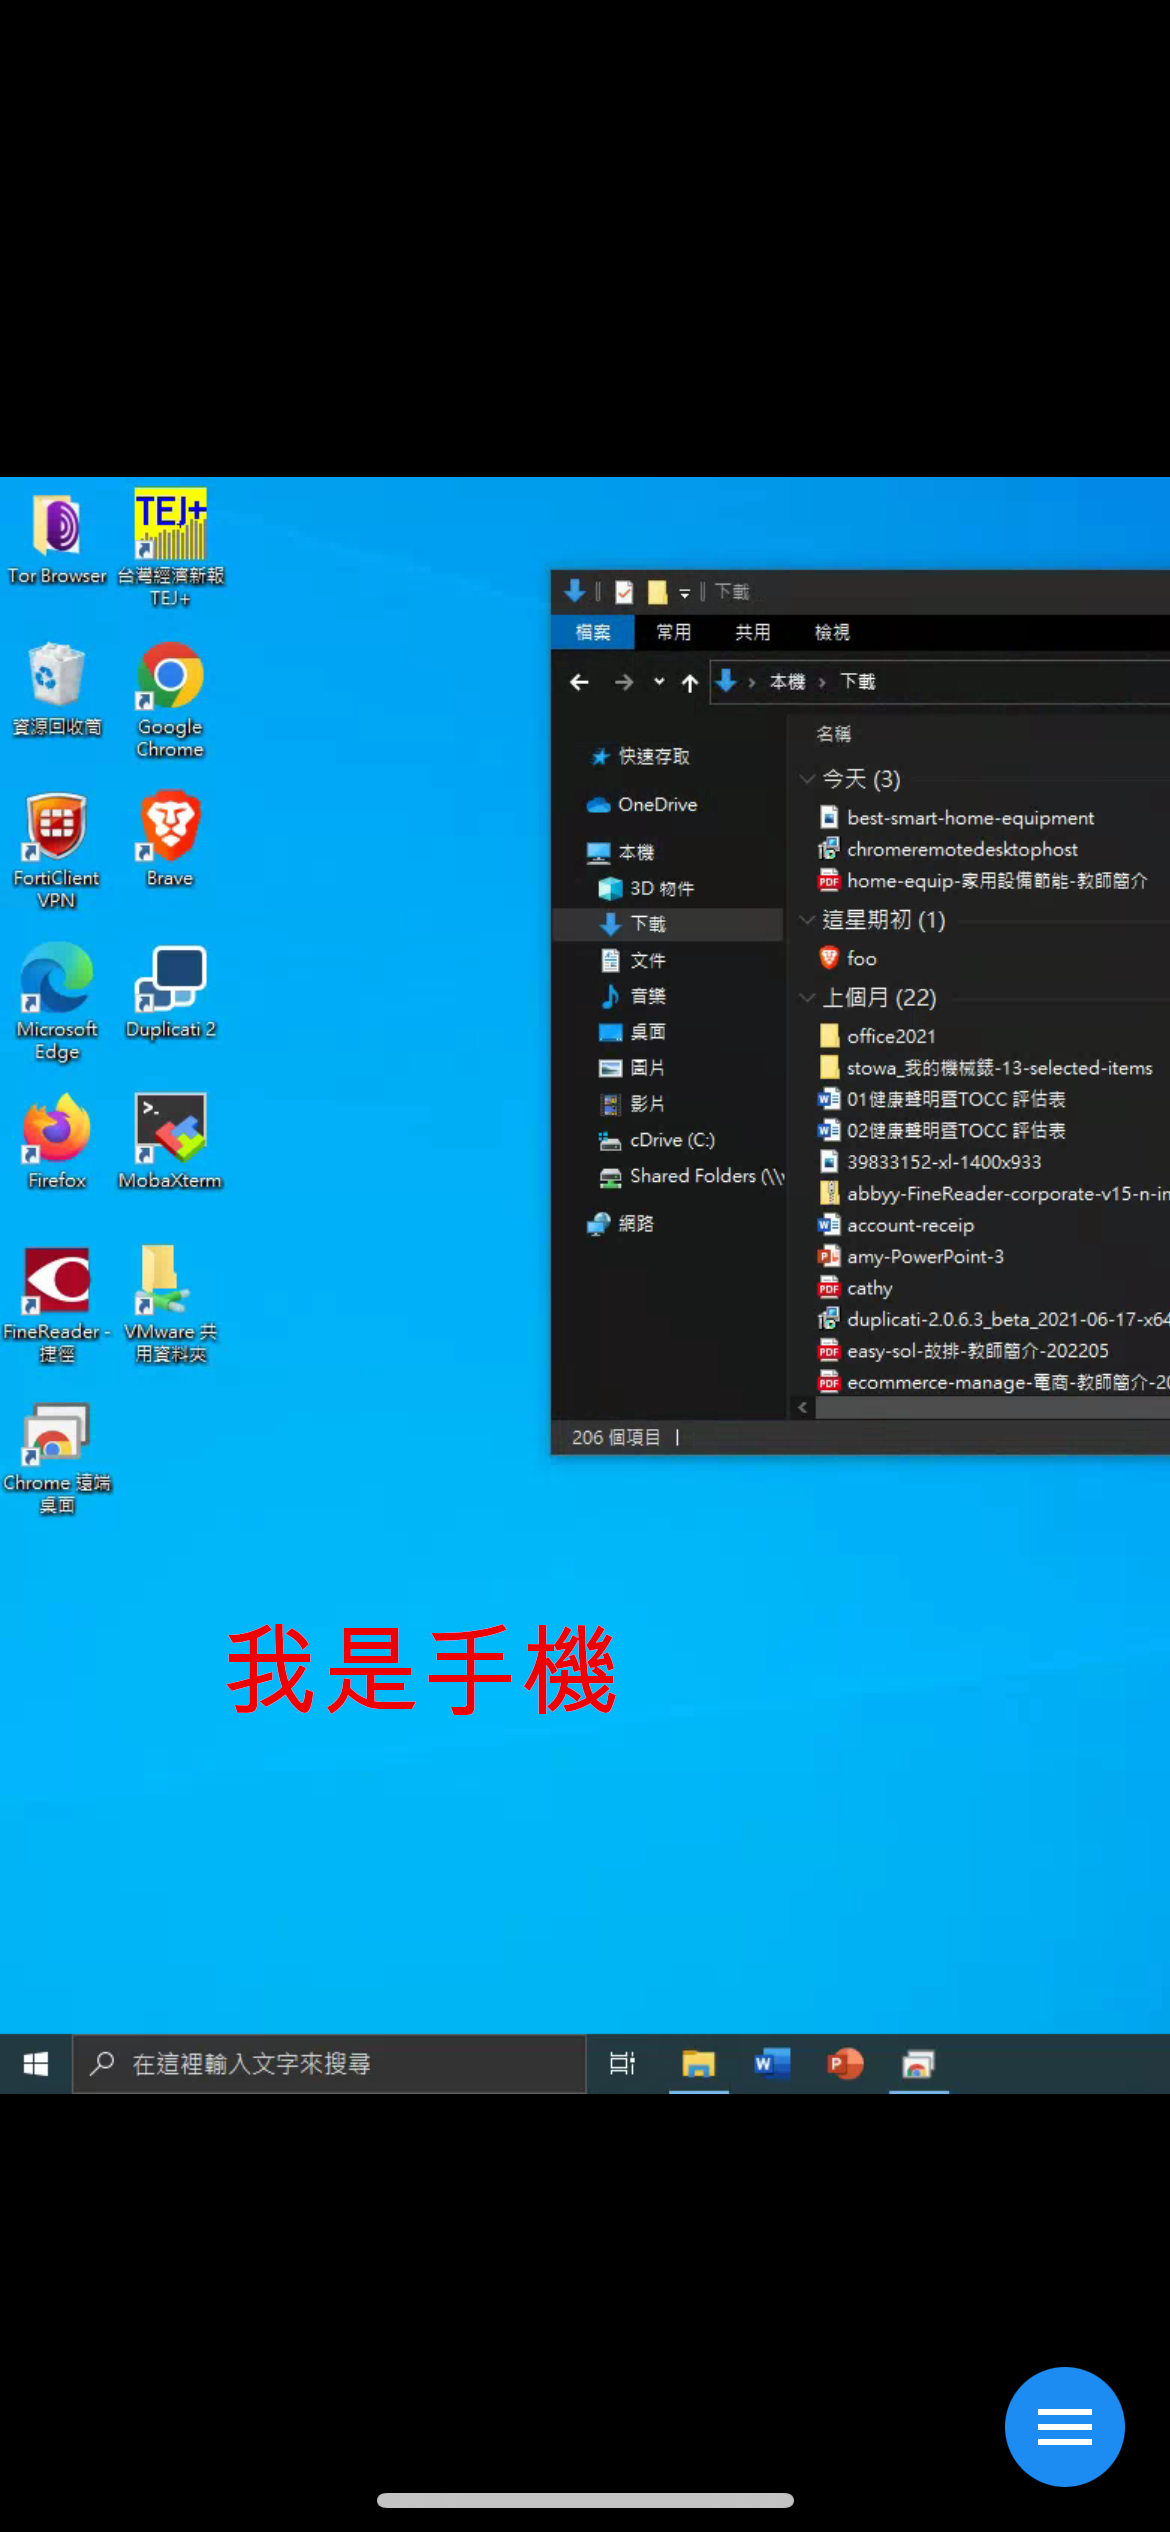 TEJ+
Tor Browser
台灣經濟新報
TEJ+
資源回收筒
Google
Chrome
FortiClient
VPN
Brave
Microsoft
Edge
Duplicati 2
Firefox
MobaXterm
FineReader -
捷徑
VMware 共
用資料夾
Chrome 遠端
桌面
下載
檔案 常用 共用 檢視
本機 › 下載
快速存取
OneDrive
本機
3D 物件
下載
文件
音樂
桌面
圖片
影片
cDrive (C:)
Shared Folders (\\
網路
名稱
今天 (3)
best-smart-home-equipment
chromeremotedesktophost
home-equip-家用設備節能-教師簡介
這星期初 (1)
foo
上個月 (22)
office2021
stowa_我的機械錶-13-selected-items
01健康聲明暨TOCC 評估表
02健康聲明暨TOCC 評估表
39833152-xl-1400x933
abbyy-FineReader-corporate-v15-n-in
account-receip
amy-PowerPoint-3
cathy
duplicati-2.0.6.3_beta_2021-06-17-x64
easy-sol-故排-教師簡介-202205
ecommerce-manage-電商-教師簡介-20
206 個項目
我是手機
在這裡輸入文字來搜尋